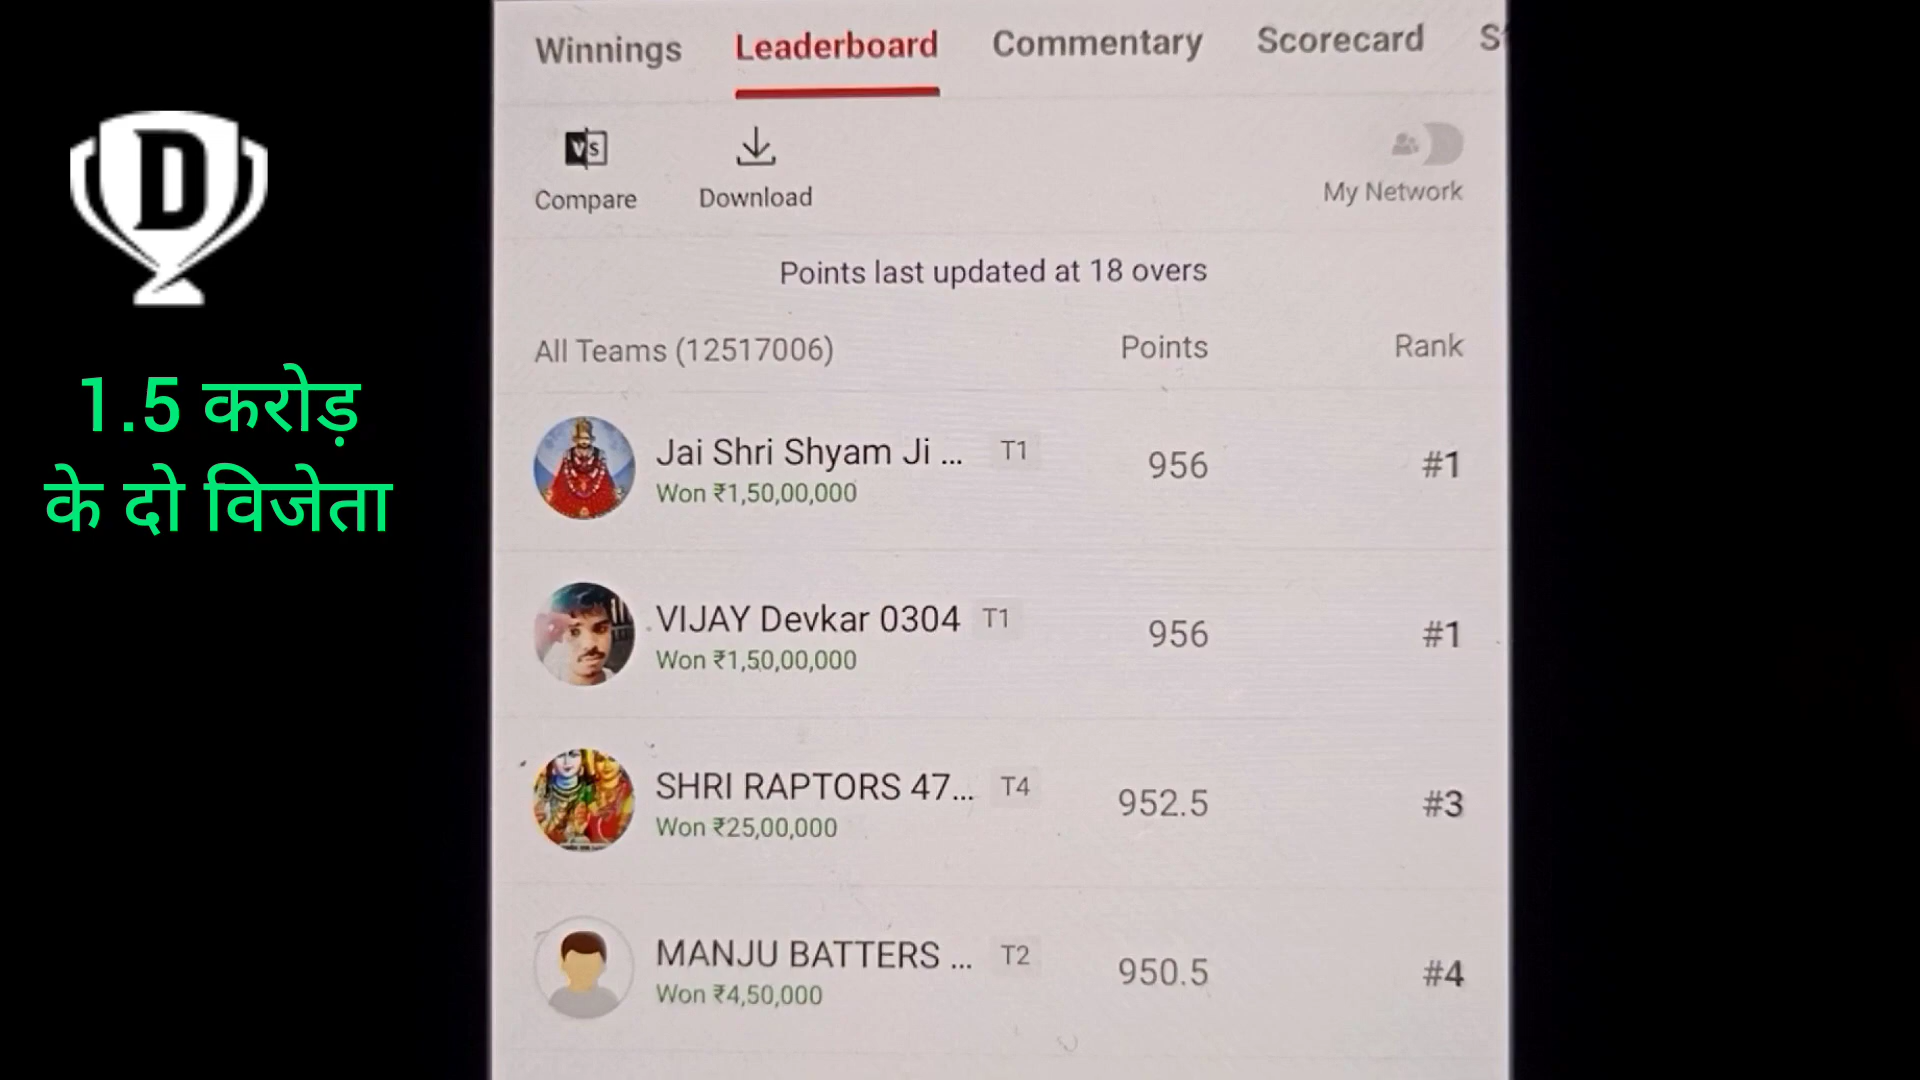 Winnings Leaderboard Commentary Scorecard
VS
Compare Download My Network
Points last updated at 18 overs
All Teams (12517006) Points Rank
Jai Shri Shyam Ji ... T1 956 #1
Won ₹1,50,00,000
VIJAY Devkar 0304 T1 956 #1
Won ₹1,50,00,000
SHRI RAPTORS 47... T4 952.5 #3
Won ₹25,00,000
MANJU BATTERS ... T2 950.5 #4
Won ₹4,50,000
D
1.5 करोड़
के दो विजेता